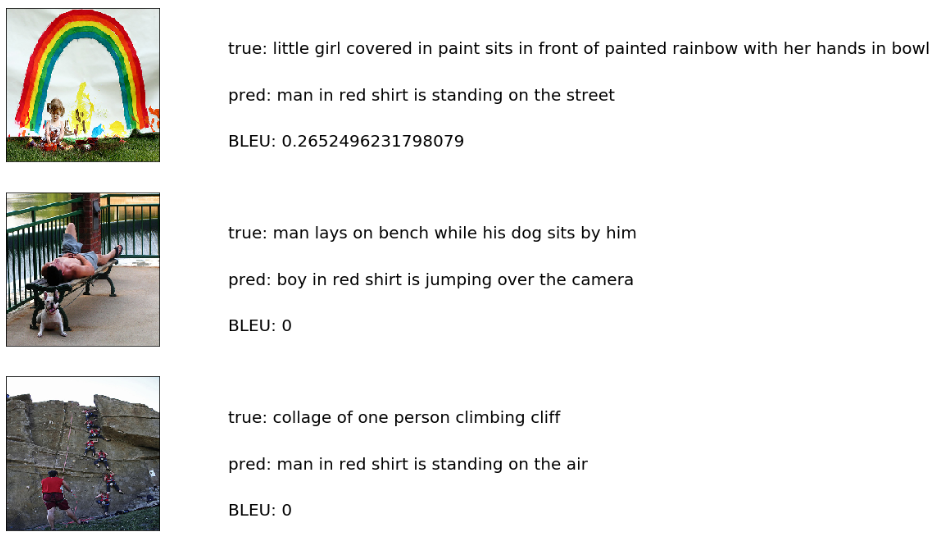 true: little girl covered in paint sits in front of painted rainbow with her hands in bowl
pred: man in red shirt is standing on the street
BLEU: 0.2652496231798079
true: man lays on bench while his dog sits by him
pred: boy in red shirt is jumping over the camera
BLEU: 0
true: collage of one person climbing cliff
pred: man in red shirt is standing on the air
BLEU: 0